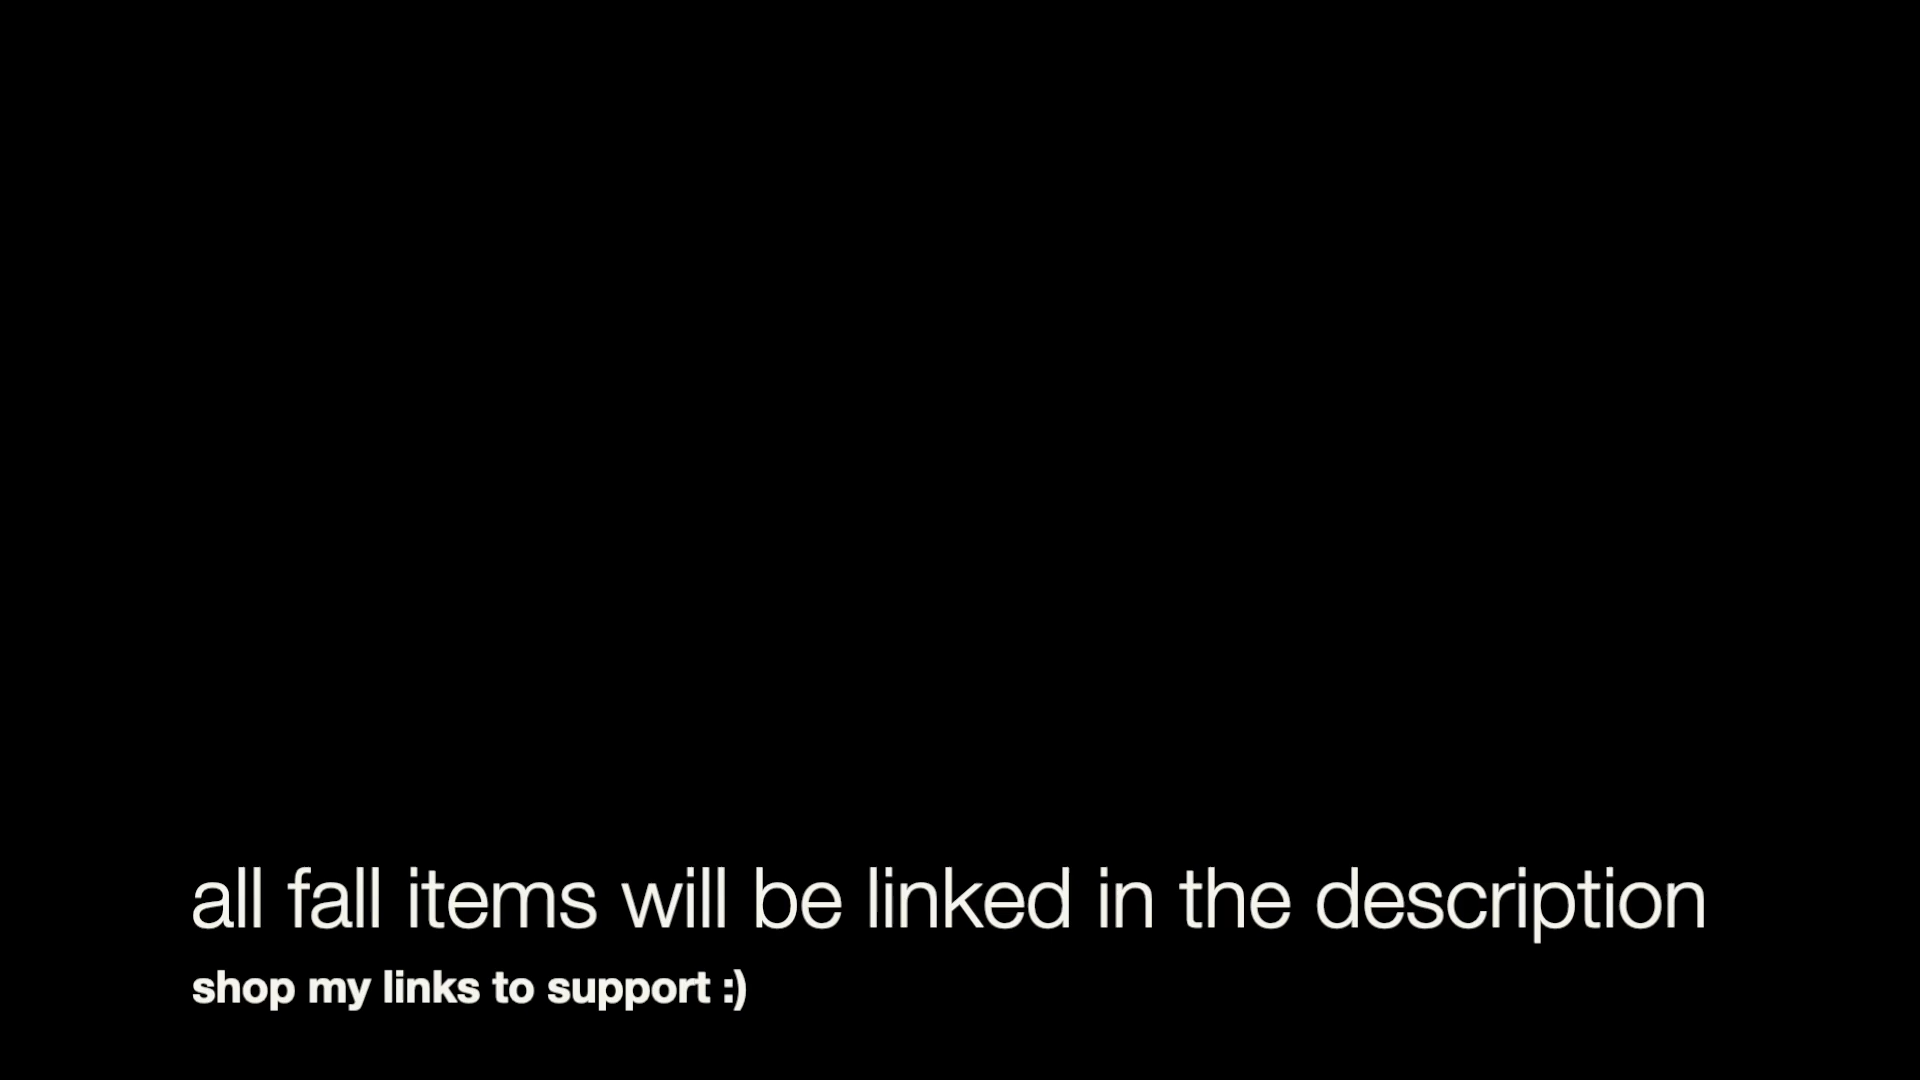 all fall items will be linked in the description
shop my links to support :)